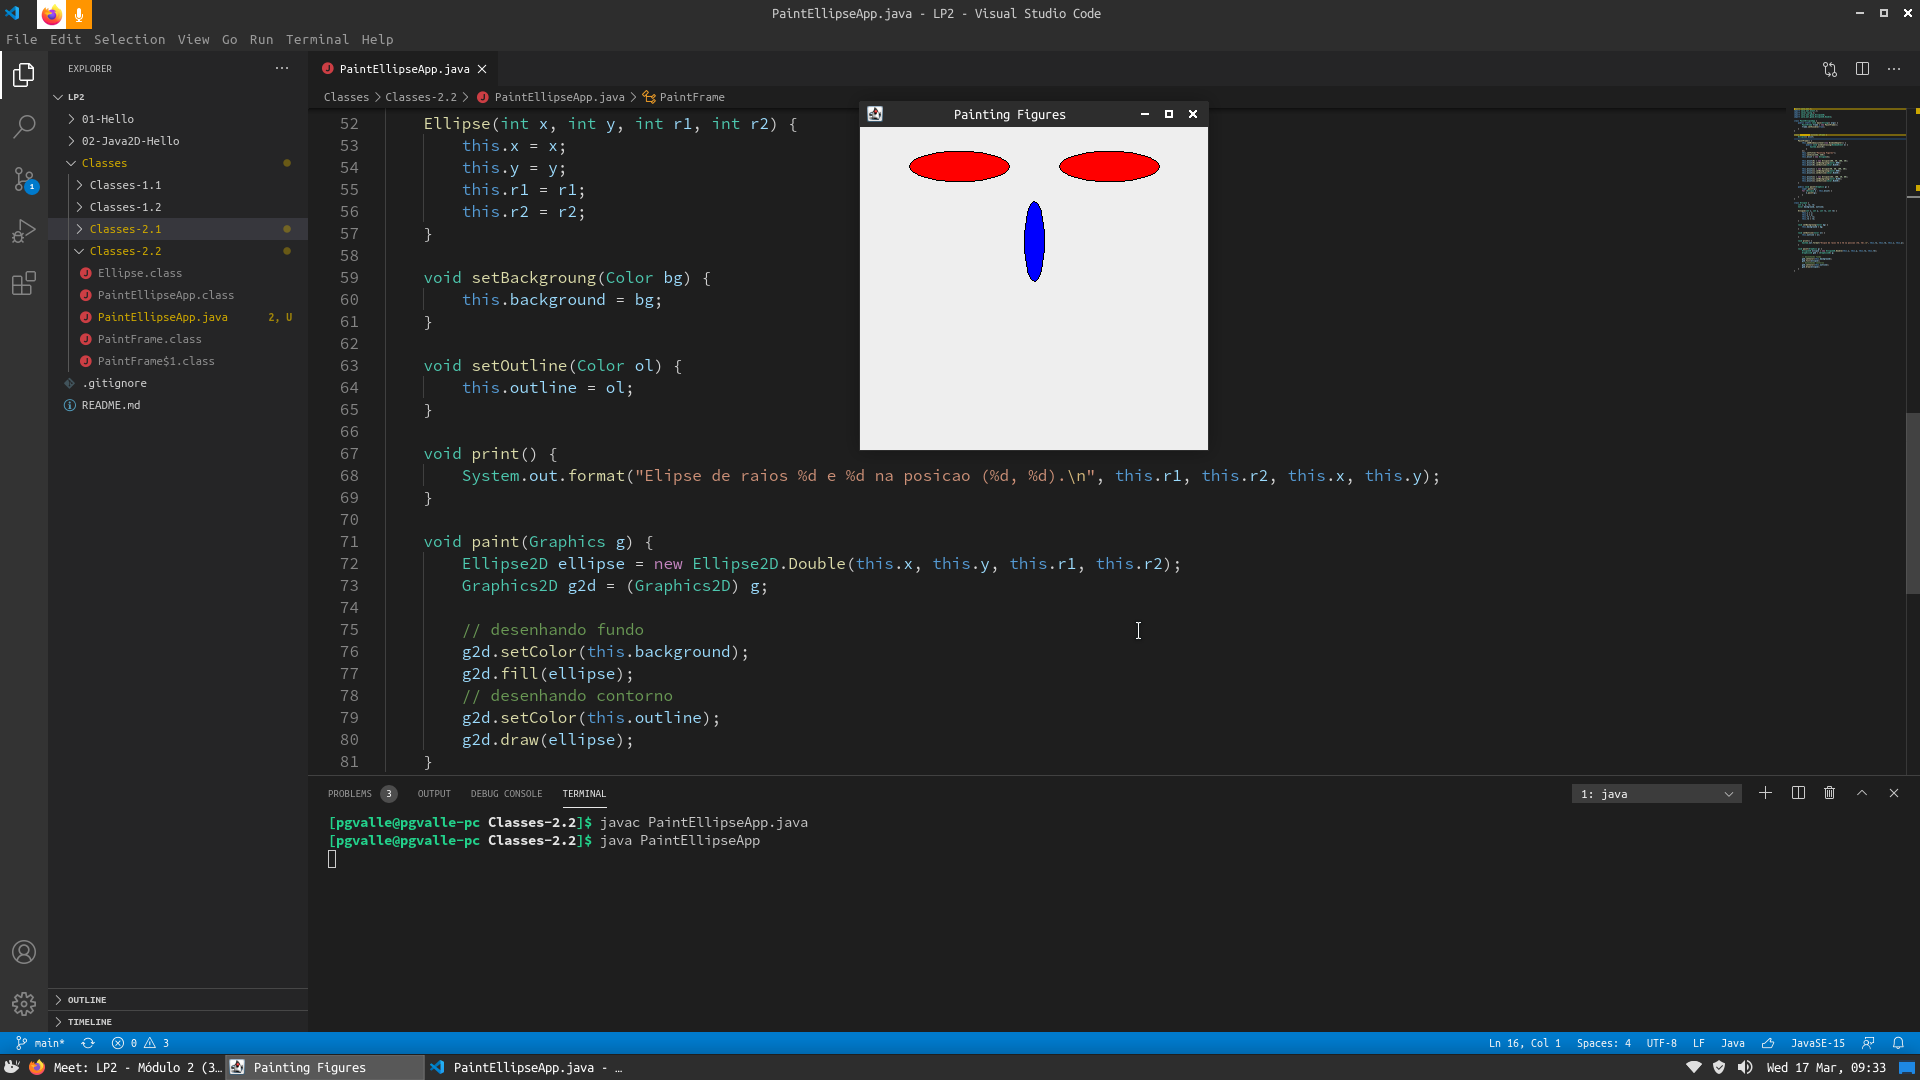 PaintEllipseApp.java - LP2 - Visual Studio Code
File Edit Selection View Go Run Terminal Help
EXPLORER
PaintEllipseApp.java
LP2
Classes > Classes-2.2 > PaintEllipseApp.java > PaintFrame
01-Hello
02-Java2D-Hello
Classes
Classes-1.1
Classes-1.2
Classes-2.1
Classes-2.2
Ellipse.class
PaintEllipseApp.class
PaintEllipseApp.java 2, U
PaintFrame.class
PaintFrame$1.class
.gitignore
README.md
OUTLINE
TIMELINE
1
Painting Figures
52 Ellipse(int x, int y, int r1, int r2) {
53 this.x = x;
54 this.y = y;
55 this.r1 = r1;
56 this.r2 = r2;
57 }
58
59 void setBackgroung(Color bg) {
60 this.background = bg;
61 }
62
63 void setOutline(Color ol) {
64 this.outline = ol;
65 }
66
67 void print() {
68 System.out.format("Elipse de raios %d e %d na posicao (%d, %d).\n", this.r1, this.r2, this.x, this.y);
69 }
70
71 void paint(Graphics g) {
72 Ellipse2D ellipse = new Ellipse2D.Double(this.x, this.y, this.r1, this.r2);
73 Graphics2D g2d = (Graphics2D) g;
74
75 // desenhando fundo
76 g2d.setColor(this.background);
77 g2d.fill(ellipse);
78 // desenhando contorno
79 g2d.setColor(this.outline);
80 g2d.draw(ellipse);
81 }
PROBLEMS 3 OUTPUT DEBUG CONSOLE TERMINAL 1: java
[pgvalle@pgvalle-pc Classes-2.2]$ javac PaintEllipseApp.java
[pgvalle@pgvalle-pc Classes-2.2]$ java PaintEllipseApp
main* 0 3 Ln 16, Col 1 Spaces: 4 UTF-8 LF Java JavaSE-15
Meet: LP2 - Módulo 2 (3... Painting Figures PaintEllipseApp.java - ... Wed 17 Mar, 09:33